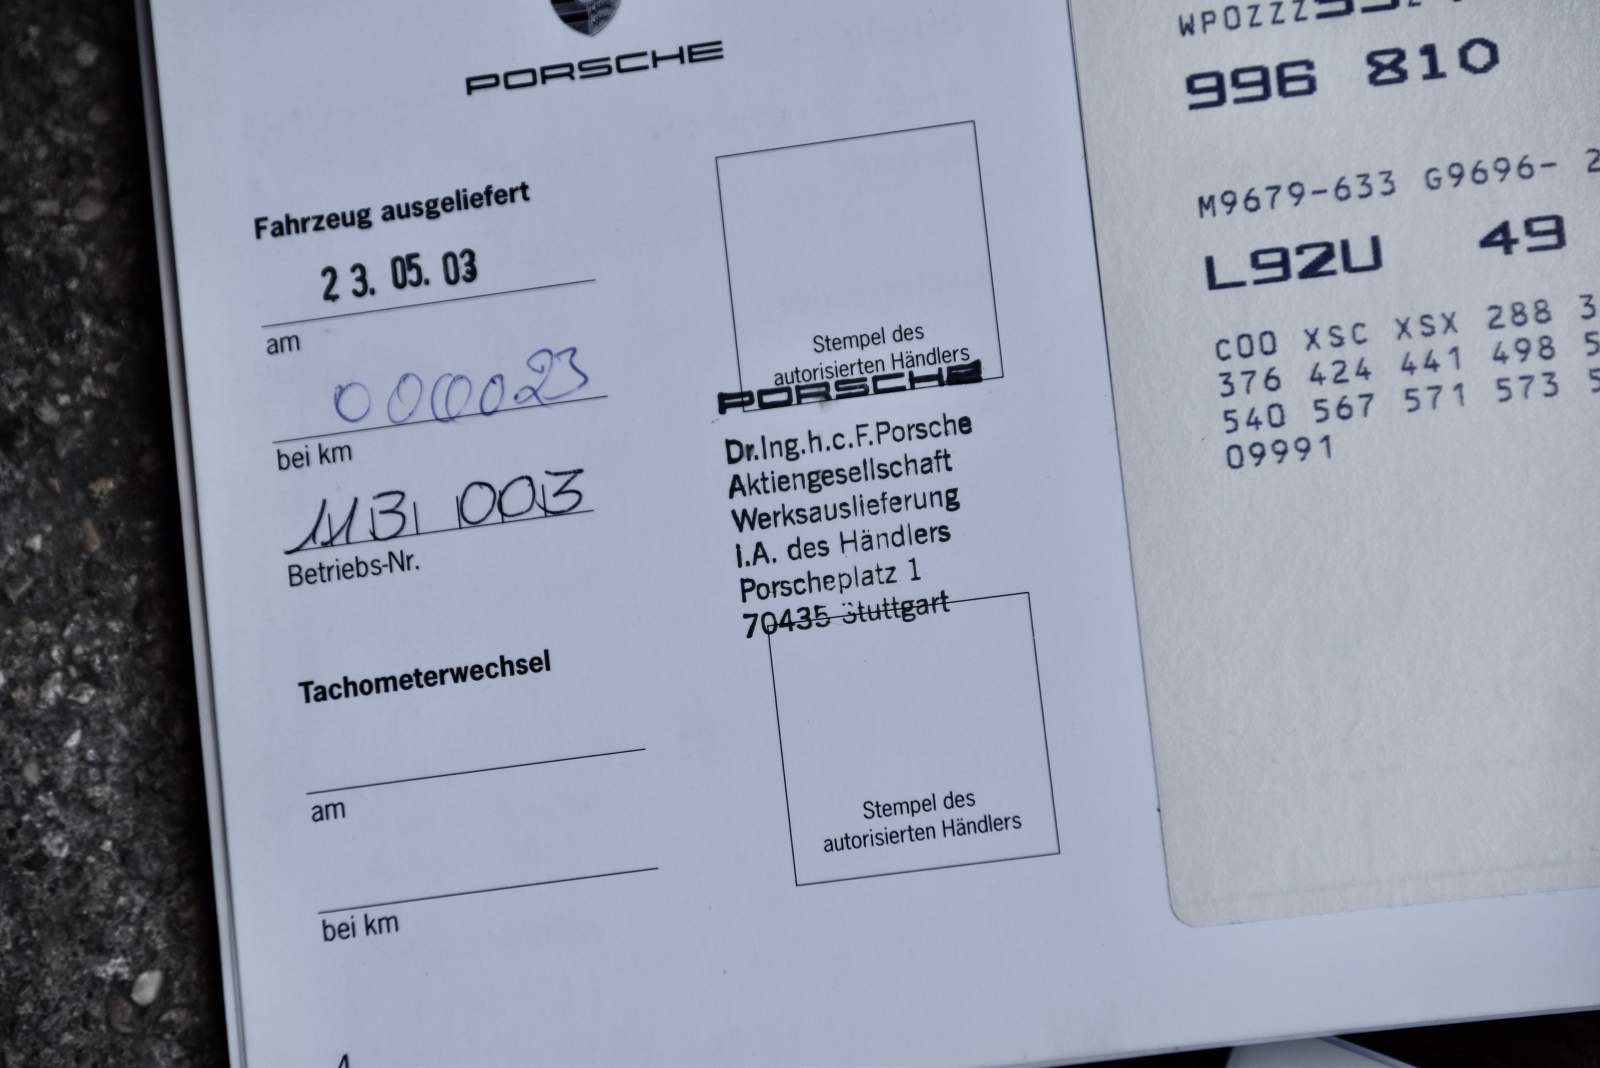 PORSCHE
Fahrzeug ausgeliefert
23.05.03
am
000023
bei km
Betriebs-Nr.
Stempel des
autorisierten Händlers
PORSCHE
Dr.Ing.h.c.F.Porsche
Aktiengesellschaft
Werksauslieferung
i.A. des Händlers
Porscheplatz 1
70435 Stuttgart
Tachometerwechsel
am
bei km
Stempel des
autorisierten Händlers
996 810
M9679-633 G9696-
L92U 49
C00 XSC XSX 288
376 424 441 498
540 567 571 573
09991